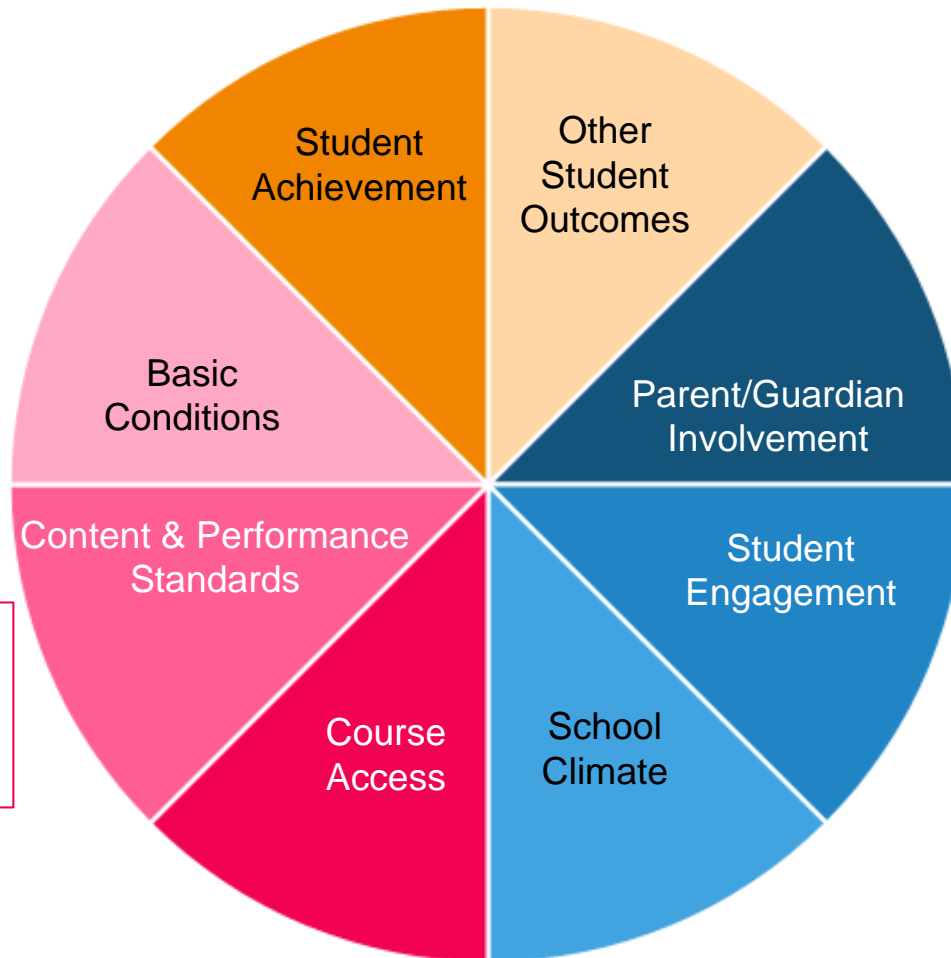 Student
Achievement
Other
Student
Outcomes
Basic
Conditions
Parent/Guardian
Involvement
Content & Performance
Standards
Student
Engagement
Course
Access
School
Climate